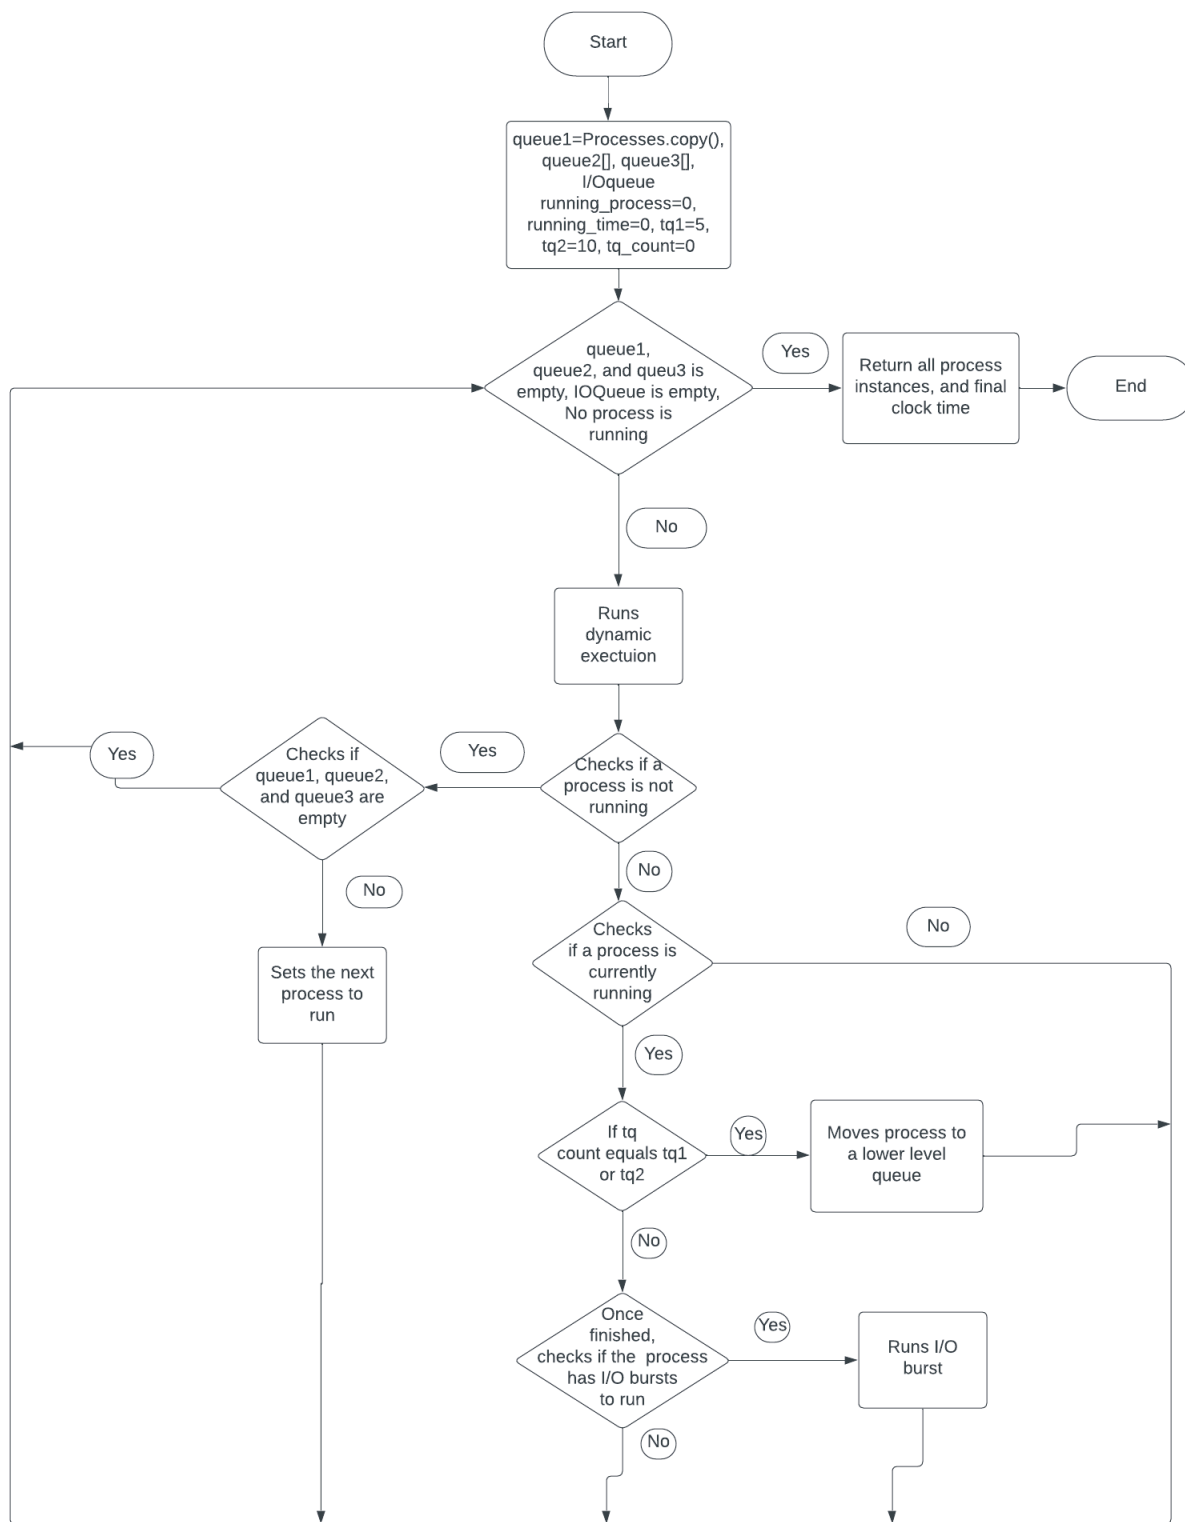 Start
queue1=Processes.copy(),
queue2[], queue3[],
I/Oqueue
running_process=0,
running_time=0, tq1=5,
tq2=10, tq_count=0
queue1,
queue2, and queu3 is
empty, IOQueue is empty,
No process is
running
Yes
Return all process
instances, and final
clock time
End
No
Runs
dynamic
exectuion
Checks if a
process is not
running
Yes
Checks if
queue1, queue2,
and queue3 are
empty
Yes
No
Sets the next
process to
run
No
Checks
if a process is
currently
running
No
Yes
If tq
count equals tq1
or tq2
Yes
Moves process to
a lower level
queue
No
Once
finished,
checks if the  process
has I/O bursts
to run
Yes
Runs I/O
burst
No